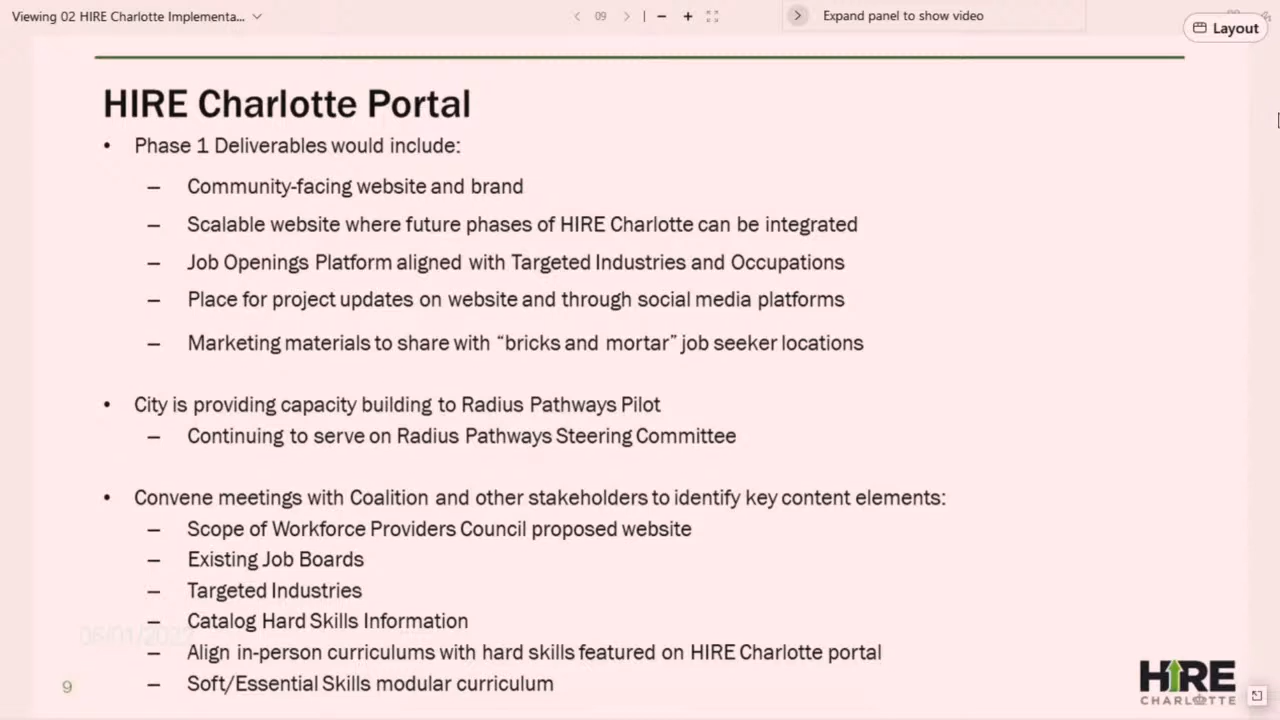 Viewing 02 HIRE Charlotte Implementa...
09
Expand panel to show video
Layout
HIRE Charlotte Portal
• Phase 1 Deliverables would include:
– Community-facing website and brand
– Scalable website where future phases of HIRE Charlotte can be integrated
– Job Openings Platform aligned with Targeted Industries and Occupations
– Place for project updates on website and through social media platforms
– Marketing materials to share with “bricks and mortar” job seeker locations
• City is providing capacity building to Radius Pathways Pilot
– Continuing to serve on Radius Pathways Steering Committee
• Convene meetings with Coalition and other stakeholders to identify key content elements:
– Scope of Workforce Providers Council proposed website
– Existing Job Boards
– Targeted Industries
– Catalog Hard Skills Information
– Align in-person curriculums with hard skills featured on HIRE Charlotte portal
– Soft/Essential Skills modular curriculum
9
HIRE
CHARLOTTE